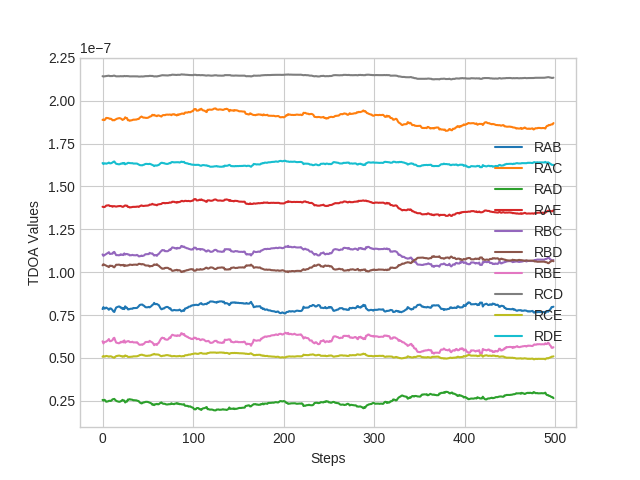 1e−7
2.25
2.00
1.75
1.50
1.25
1.00
0.75
0.50
0.25
TDOA Values
RAB
RAC
RAD
RAE
RBC
RBD
RBE
RCD
RCE
RDE
0
100
200
300
400
500
Steps